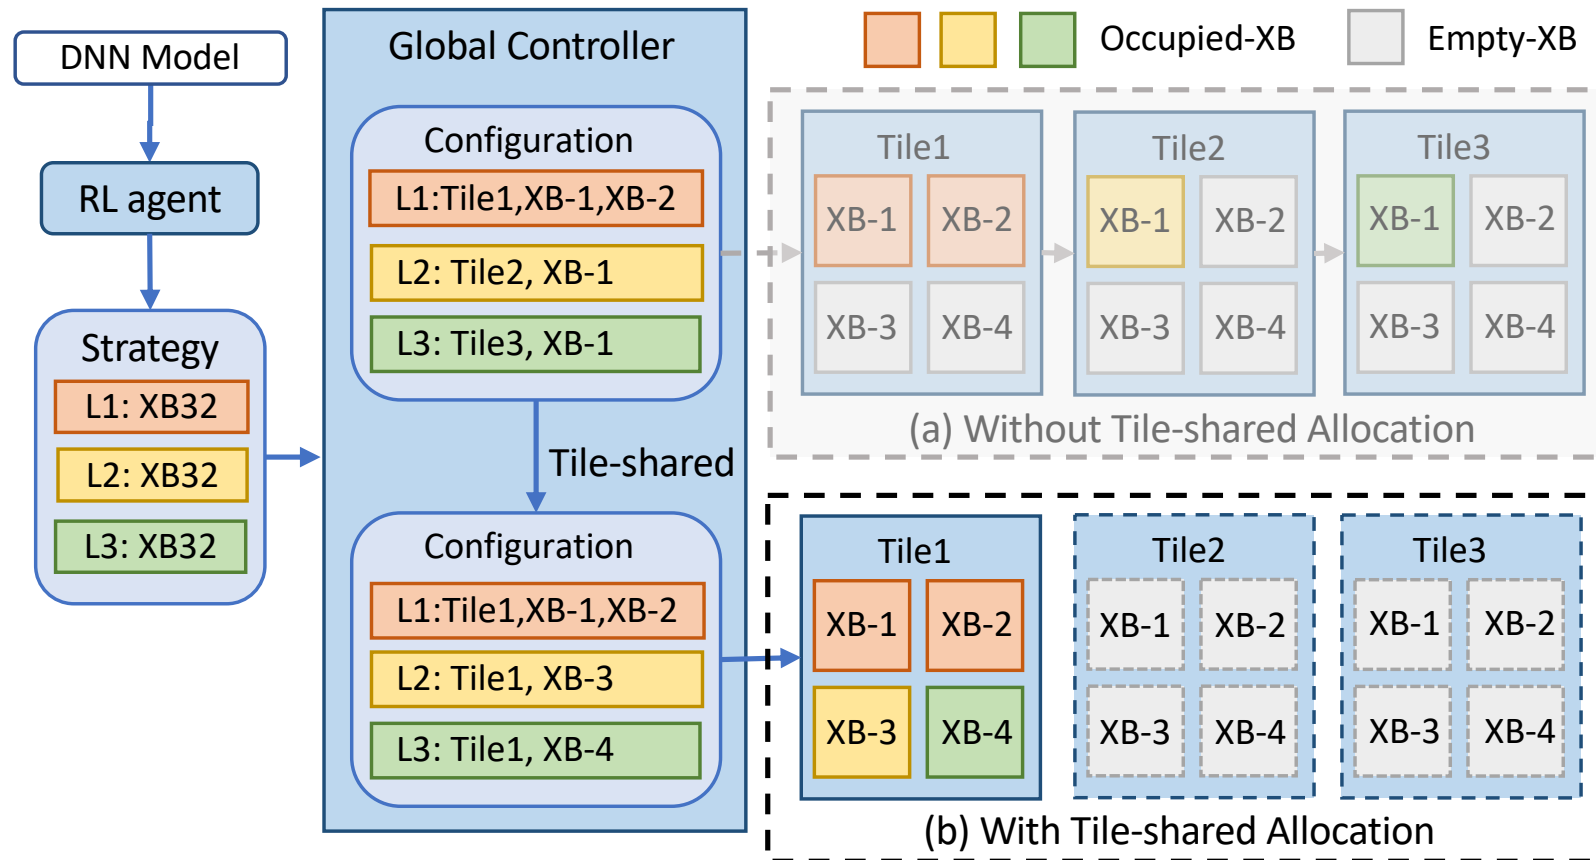 DNN Model
RL agent
Strategy
L1: XB32
L2: XB32
L3: XB32
Global Controller
Configuration
L1:Tile1,XB-1,XB-2
L2: Tile2, XB-1
L3: Tile3, XB-1
Tile-shared
Configuration
L1:Tile1,XB-1,XB-2
L2: Tile1, XB-3
L3: Tile1, XB-4
Occupied-XB
Empty-XB
Tile1
XB-1 XB-2
XB-3 XB-4
Tile2
XB-1 XB-2
XB-3 XB-4
Tile3
XB-1 XB-2
XB-3 XB-4
(a) Without Tile-shared Allocation
Tile1
XB-1 XB-2
XB-3 XB-4
Tile2
XB-1 XB-2
XB-3 XB-4
Tile3
XB-1 XB-2
XB-3 XB-4
(b) With Tile-shared Allocation